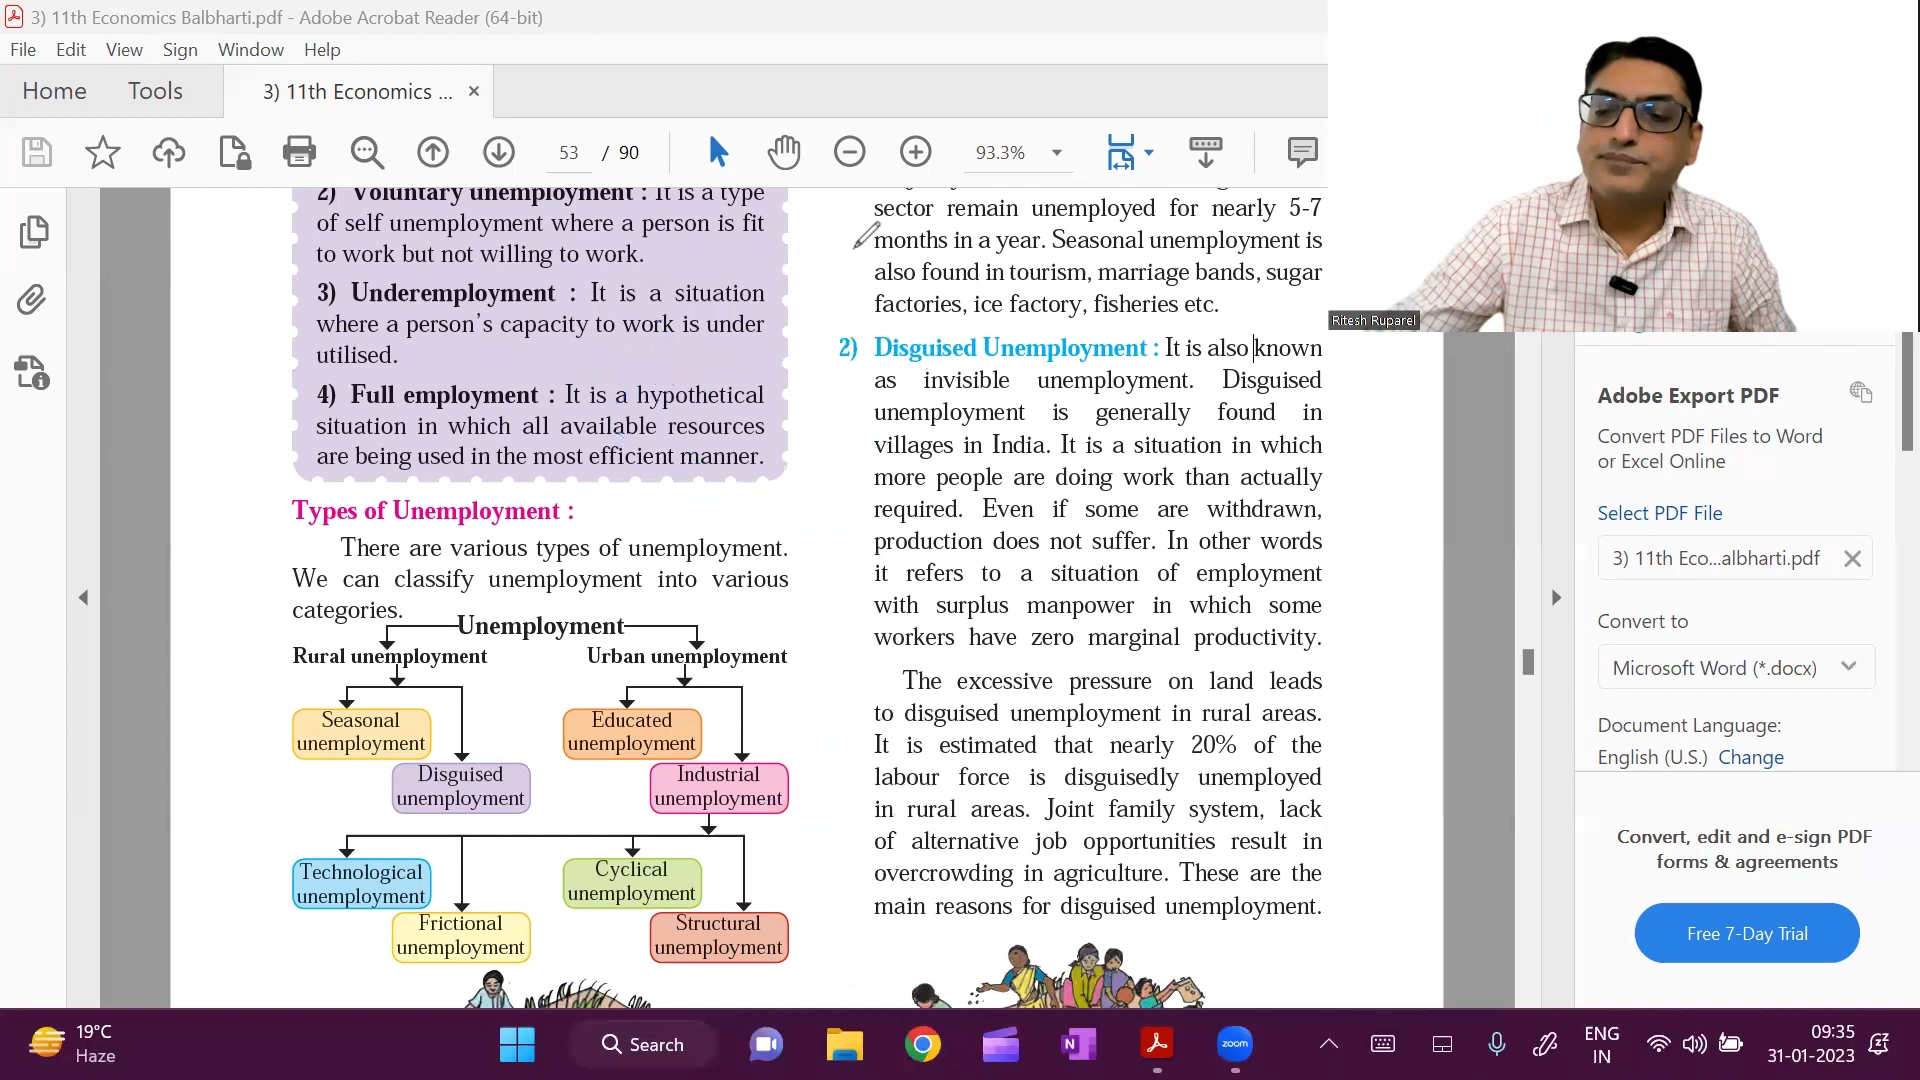 3) 11th Economics Balbharti.pdf - Adobe Acrobat Reader (64-bit)
File Edit View Sign Window Help
Home Tools 3) 11th Economics ... ×
53 / 90 93.3%
2) Voluntary unemployment : It is a type
of self unemployment where a person is fit
to work but not willing to work.
3) Underemployment : It is a situation
where a person's capacity to work is under
utilised.
4) Full employment : It is a hypothetical
situation in which all available resources
are being used in the most efficient manner.
Types of Unemployment :
There are various types of unemployment.
We can classify unemployment into various
categories.
Unemployment
Rural unemployment Urban unemployment
Seasonal
unemployment
Educated
unemployment
Disguised
unemployment
Industrial
unemployment
Technological
unemployment
Cyclical
unemployment
Frictional
unemployment
Structural
unemployment
sector remain unemployed for nearly 5-7
months in a year. Seasonal unemployment is
also found in tourism, marriage bands, sugar
factories, ice factory, fisheries etc.
2) Disguised Unemployment : It is also known
as invisible unemployment. Disguised
unemployment is generally found in
villages in India. It is a situation in which
more people are doing work than actually
required. Even if some are withdrawn,
production does not suffer. In other words
it refers to a situation of employment
with surplus manpower in which some
workers have zero marginal productivity.
The excessive pressure on land leads
to disguised unemployment in rural areas.
It is estimated that nearly 20% of the
labour force is disguisedly unemployed
in rural areas. Joint family system, lack
of alternative job opportunities result in
overcrowding in agriculture. These are the
main reasons for disguised unemployment.
Ritesh Ruparel
Adobe Export PDF
Convert PDF Files to Word
or Excel Online
Select PDF File
3) 11th Eco...albharti.pdf
Convert to
Microsoft Word (*.docx)
Document Language:
English (U.S.) Change
Convert, edit and e-sign PDF
forms & agreements
Free 7-Day Trial
19°C
Haze
Search
N
zoom
ENG
IN
09:35
31-01-2023